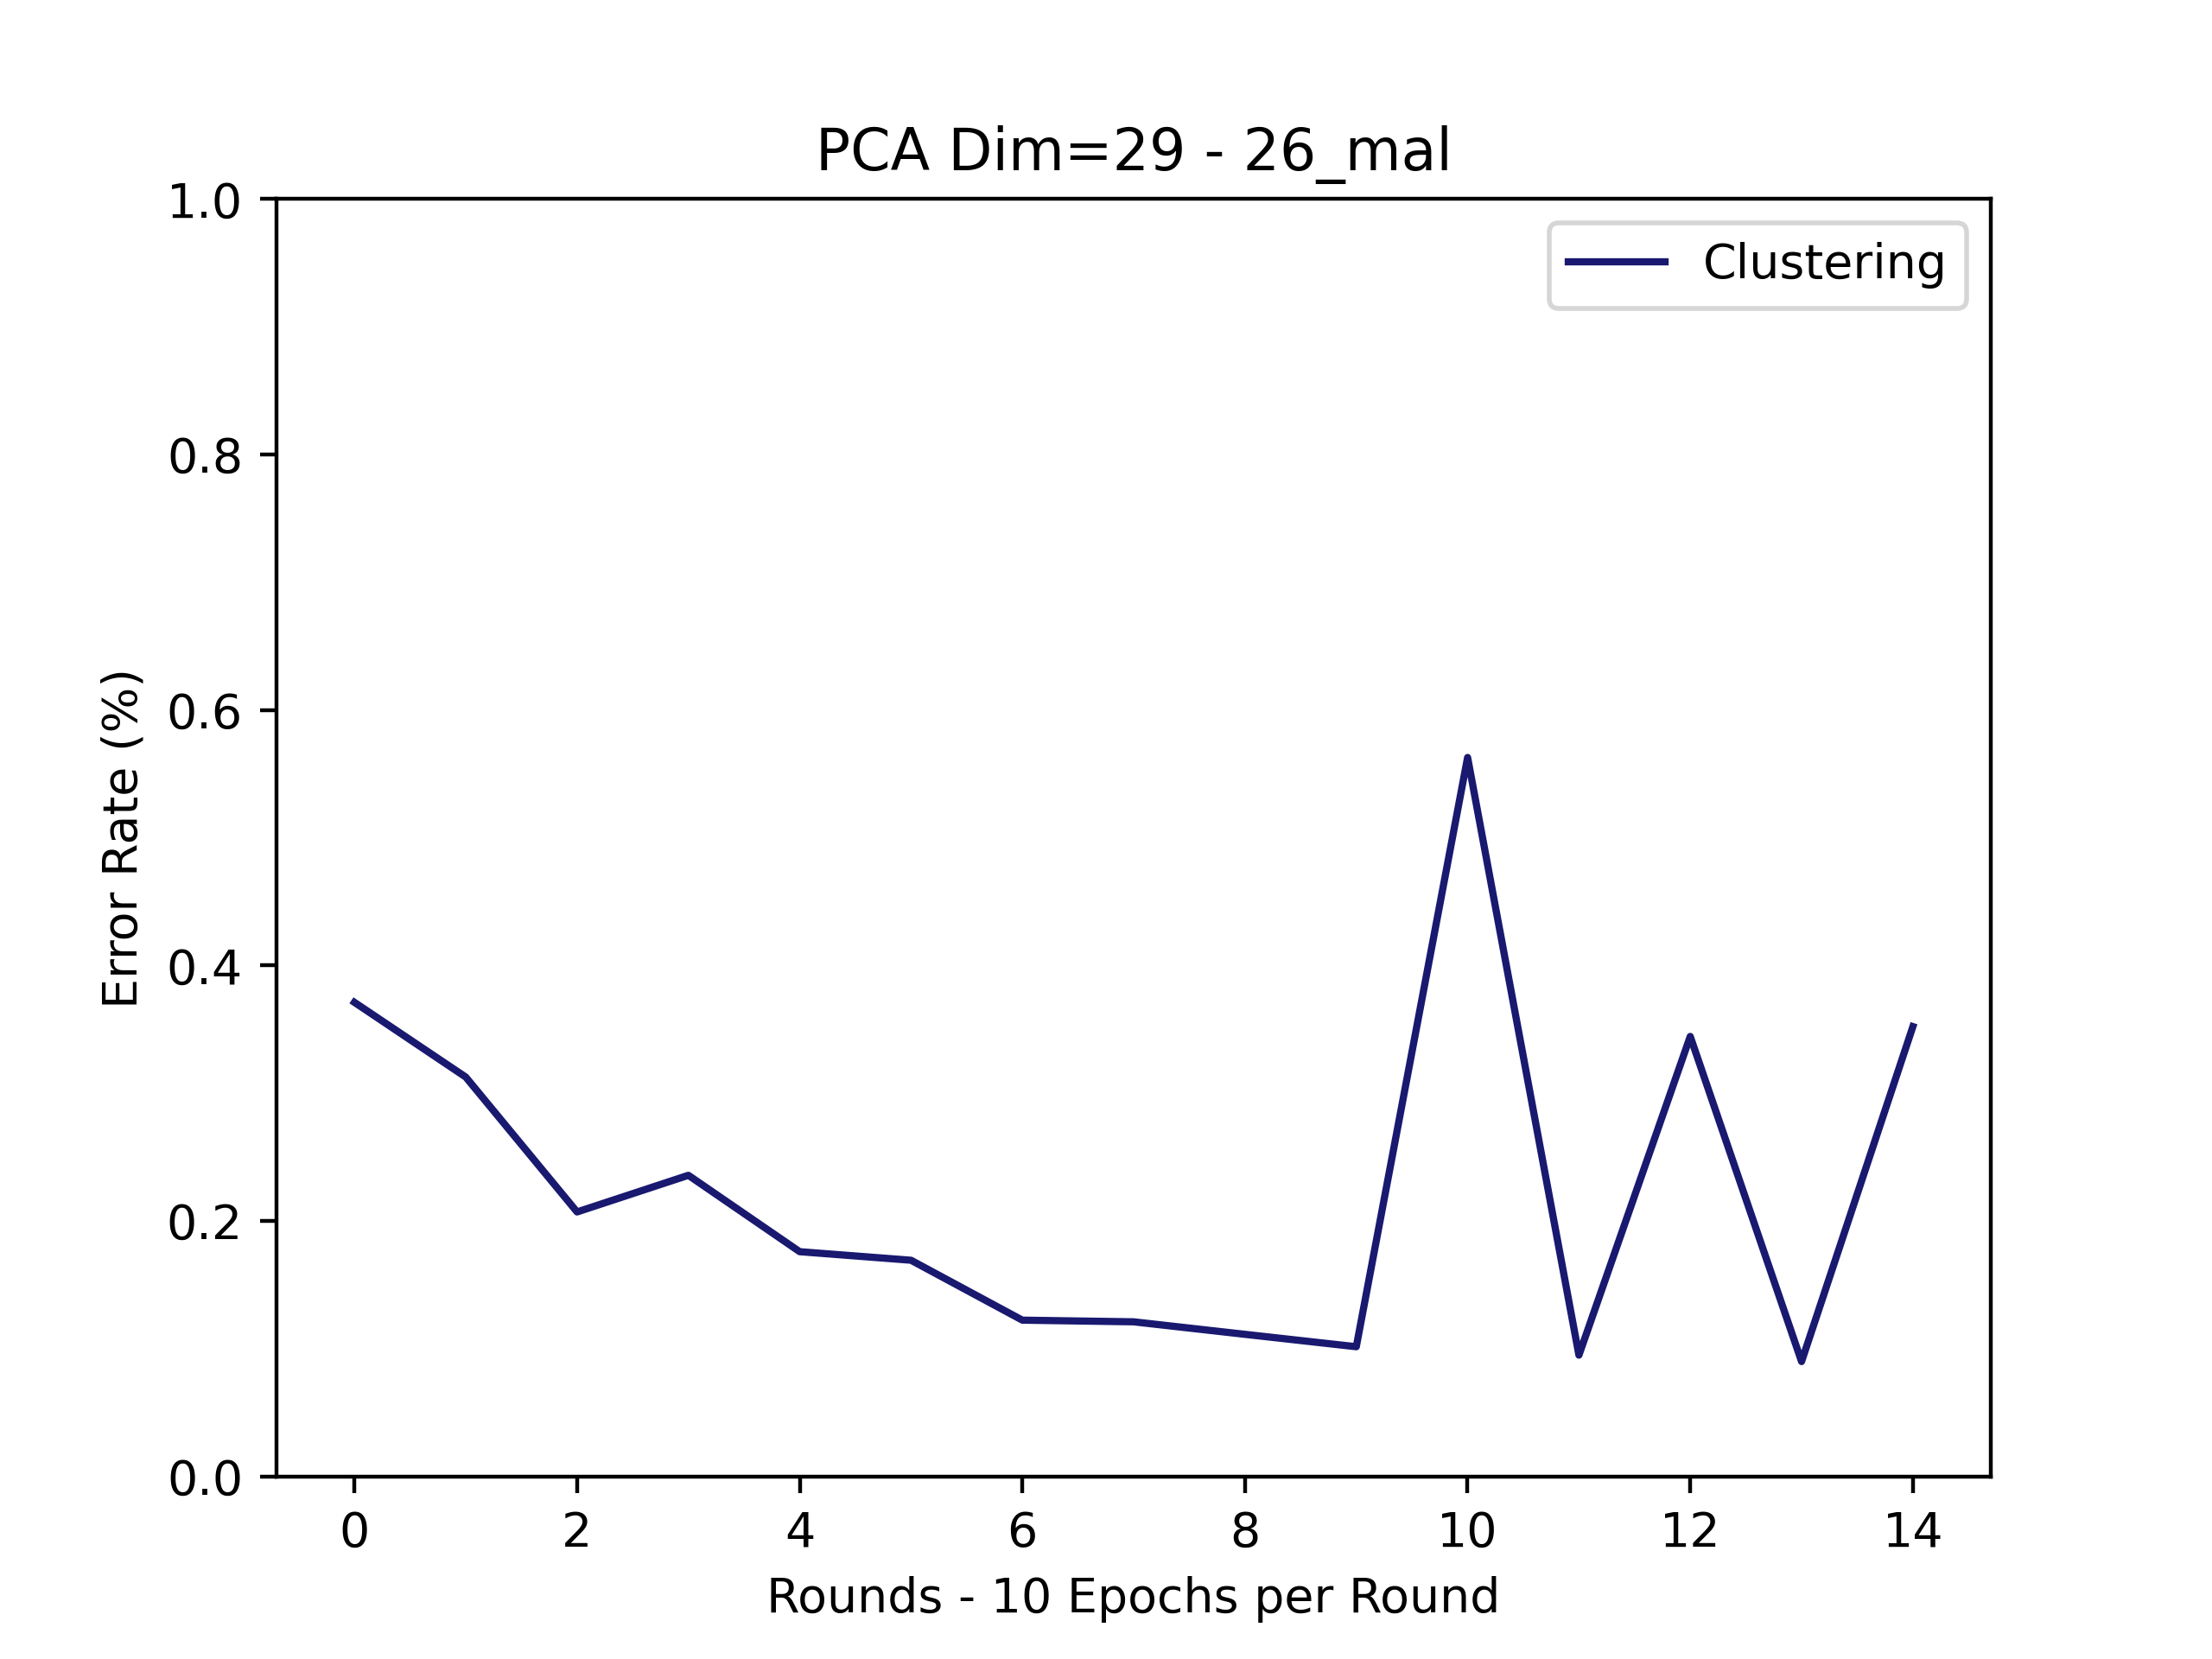 PCA Dim=29 - 26_mal
Clustering
Error Rate (%)
1.0
0.8
0.6
0.4
0.2
0.0
0 2 4 6 8 10 12 14
Rounds - 10 Epochs per Round